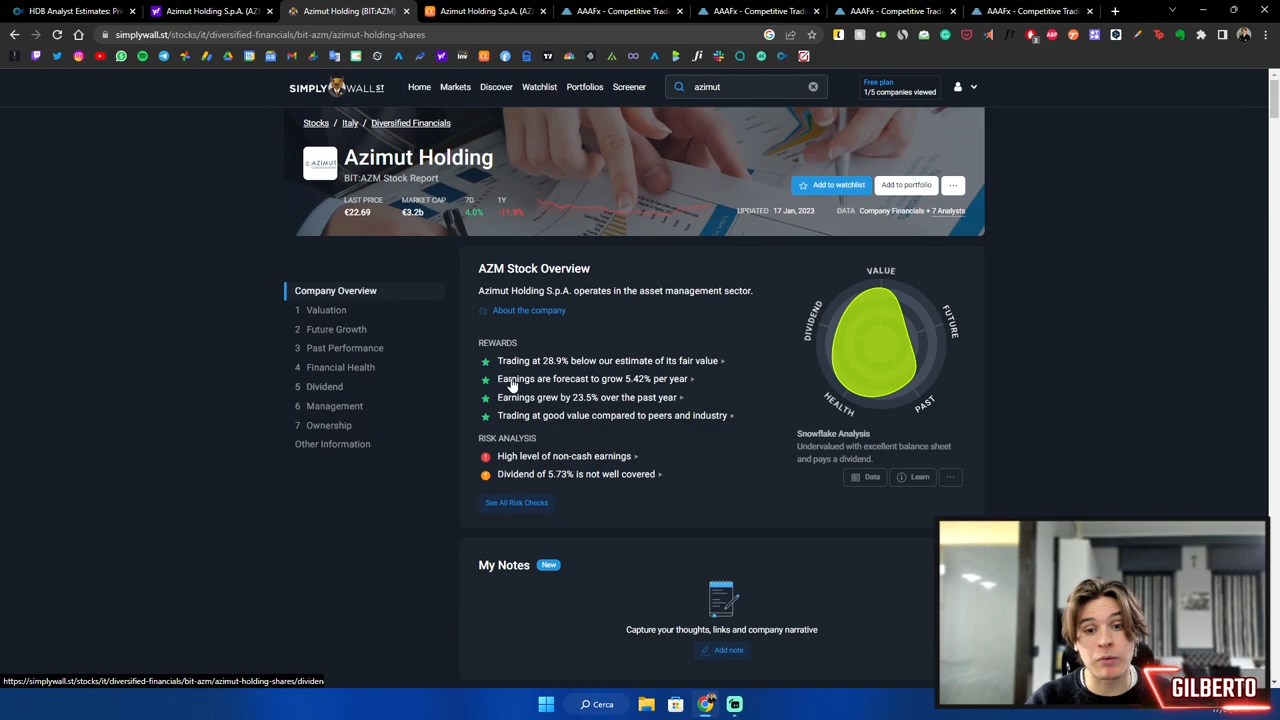 HDB Analyst Estimates: Pri
Azimut Holding S.p.A. (AZM
Azimut Holding (BIT:AZM)
Azimut Holding S.p.A. (AZ
AAAFx - Competitive Trad
AAAFx - Competitive Trad
AAAFx - Competitive Trad
AAAFx - Competitive Trad
simplywall.st/stocks/it/diversified-financials/bit-azm/azimut-holding-shares
SIMPLY WALL ST
Home
Markets
Discover
Watchlist
Portfolios
Screener
azimut
Free plan
1/5 companies viewed
Stocks / Italy / Diversified Financials
AZIMUT
Azimut Holding
BIT:AZM Stock Report
Add to watchlist
Add to portfolio
LAST PRICE MARKET CAP 7D 1Y
€22.69 €3.2b 4.0% -11.9%
UPDATED 17 Jan, 2023 DATA Company Financials + 7 Analysts
Company Overview
1 Valuation
2 Future Growth
3 Past Performance
4 Financial Health
5 Dividend
6 Management
7 Ownership
Other Information
AZM Stock Overview
Azimut Holding S.p.A. operates in the asset management sector.
About the company
REWARDS
Trading at 28.9% below our estimate of its fair value
Earnings are forecast to grow 5.42% per year
Earnings grew by 23.5% over the past year
Trading at good value compared to peers and industry
RISK ANALYSIS
High level of non-cash earnings
Dividend of 5.73% is not well covered
See All Risk Checks
VALUE
FUTURE
PAST
HEALTH
DIVIDEND
Snowflake Analysis
Undervalued with excellent balance sheet
and pays a dividend.
Data
Learn
My Notes New
Capture your thoughts, links and company narrative
Add note
https://simplywall.st/stocks/it/diversified-financials/bit-azm/azimut-holding-shares/dividen
Cerca
GILBERTO